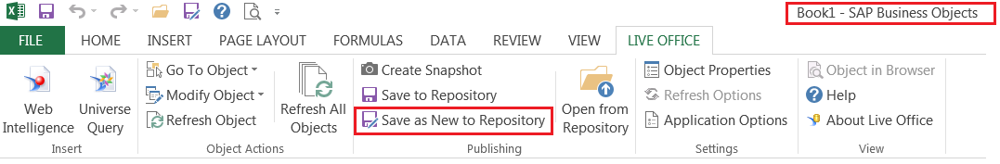 Book1 - SAP Business Objects
FILE HOME INSERT PAGE LAYOUT FORMULAS DATA REVIEW VIEW LIVE OFFICE
Web
Intelligence
Universe
Query
Insert
Go To Object
Modify Object
Refresh Object
Refresh All
Objects
Object Actions
Create Snapshot
Save to Repository
Save as New to Repository
Open from
Repository
Publishing
Object Properties
Refresh Options
Application Options
Settings
Object in Browser
Help
About Live Office
View